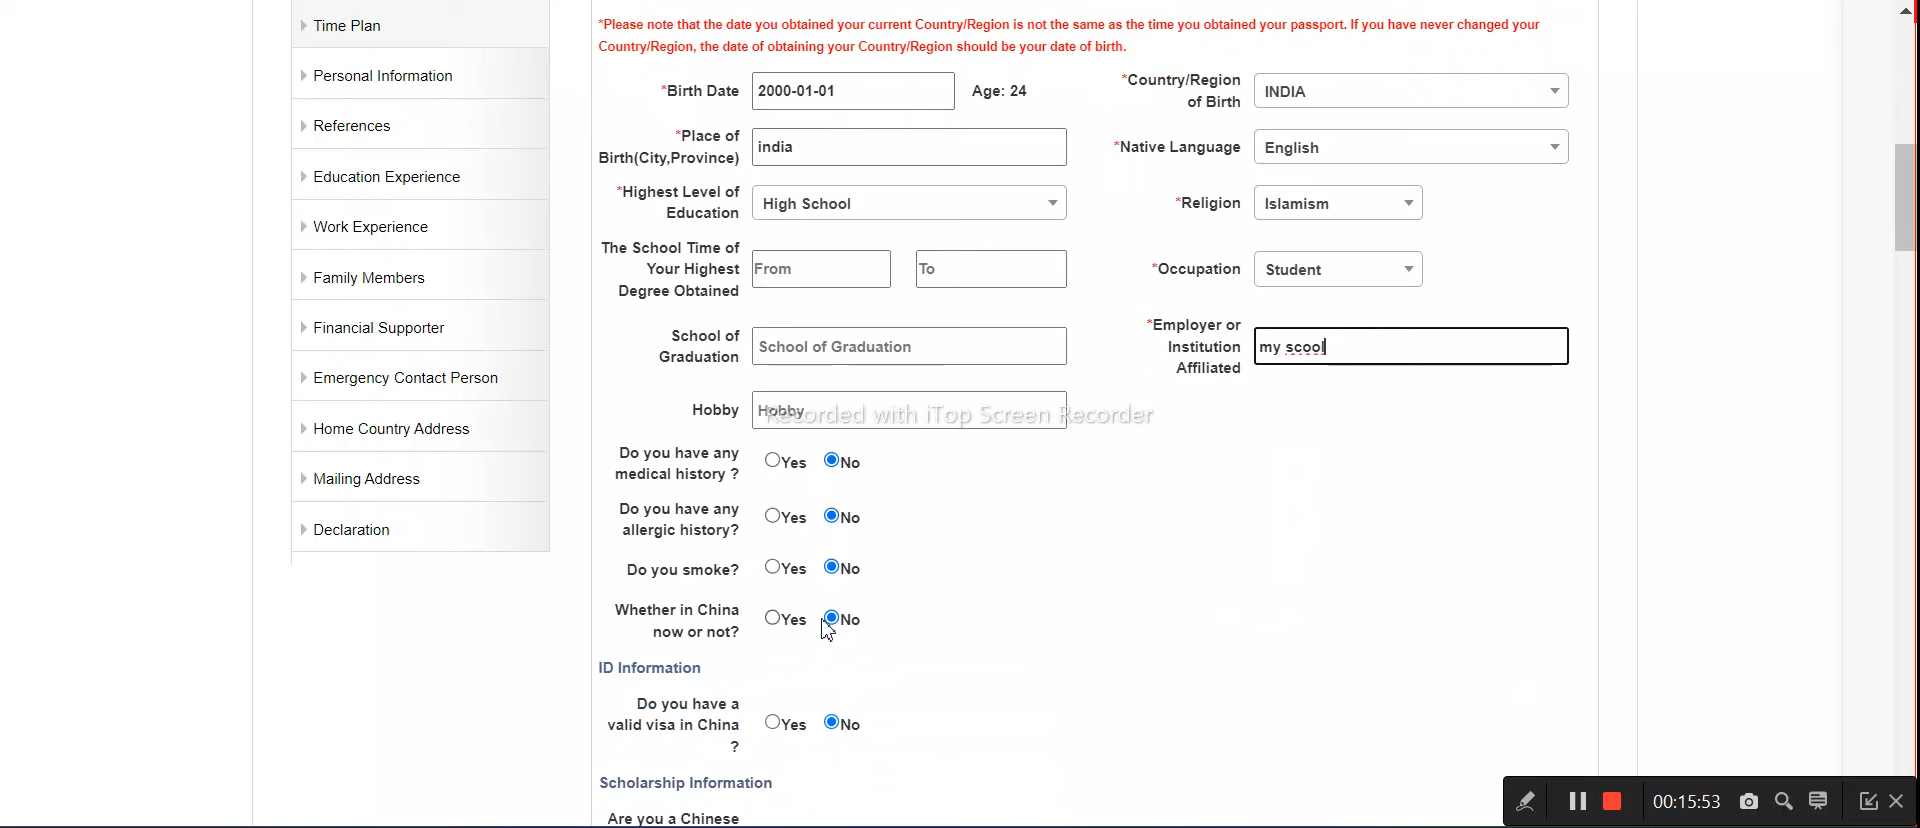 Time Plan
Personal Information
References
Education Experience
Work Experience
Family Members
Financial Supporter
Emergency Contact Person
Home Country Address
Mailing Address
Declaration
*Please note that the date you obtained your current Country/Region is not the same as the time you obtained your passport. If you have never changed your
Country/Region, the date of obtaining your Country/Region should be your date of birth.
*Birth Date 2000-01-01 Age: 24
*Country/Region
of Birth
INDIA
*Place of
Birth(City,Province)
india
*Native Language English
*Highest Level of
Education
High School
*Religion Islamism
The School Time of
Your Highest
Degree Obtained
From To
*Occupation Student
School of
Graduation
School of Graduation
*Employer or
Institution
Affiliated
my scool
Hobby Hobby
Recorded with iTop Screen Recorder
Do you have any
medical history ?
Yes No
Do you have any
allergic history?
Yes No
Do you smoke? Yes No
Whether in China
now or not?
Yes No
ID Information
Do you have a
valid visa in China
?
Yes No
Scholarship Information
Are you a Chinese
00:15:53